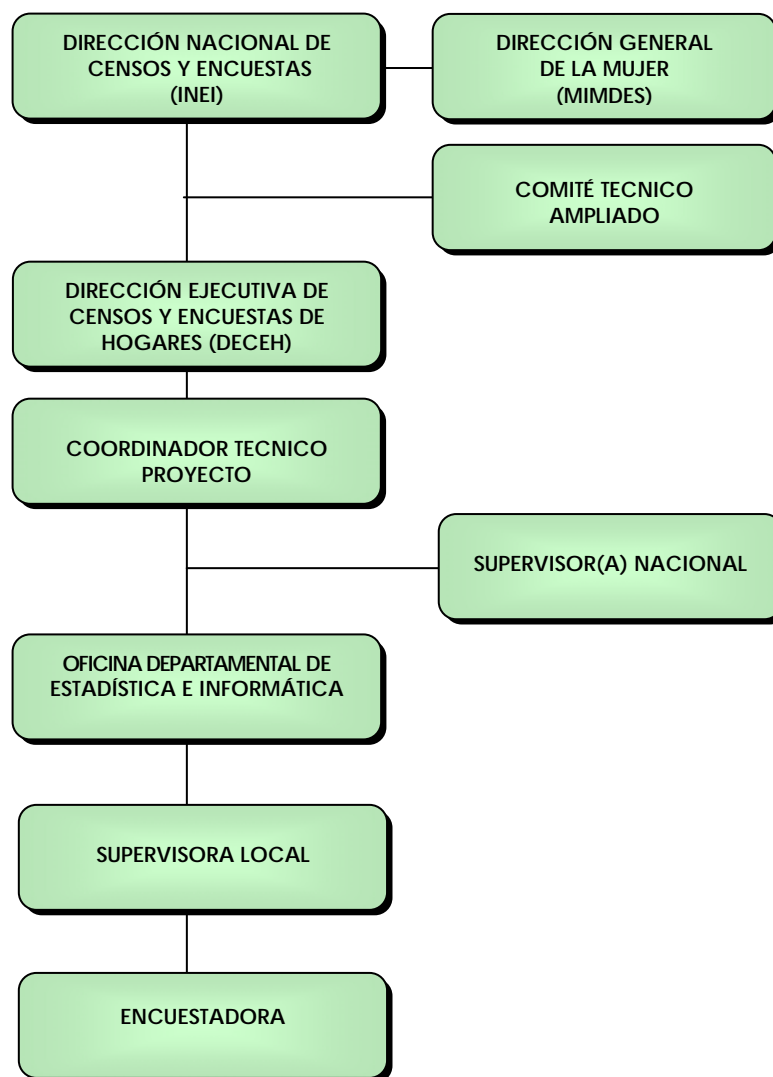 DIRECCIÓN NACIONAL DE
CENSOS Y ENCUESTAS
(INEI)
DIRECCIÓN GENERAL
DE LA MUJER
(MIMDES)
COMITÉ TECNICO
AMPLIADO
DIRECCIÓN EJECUTIVA DE
CENSOS Y ENCUESTAS DE
HOGARES (DECEH)
COORDINADOR TECNICO
PROYECTO
SUPERVISOR(A) NACIONAL
OFICINA DEPARTAMENTAL DE
ESTADÍSTICA E INFORMÁTICA
SUPERVISORA LOCAL
ENCUESTADORA